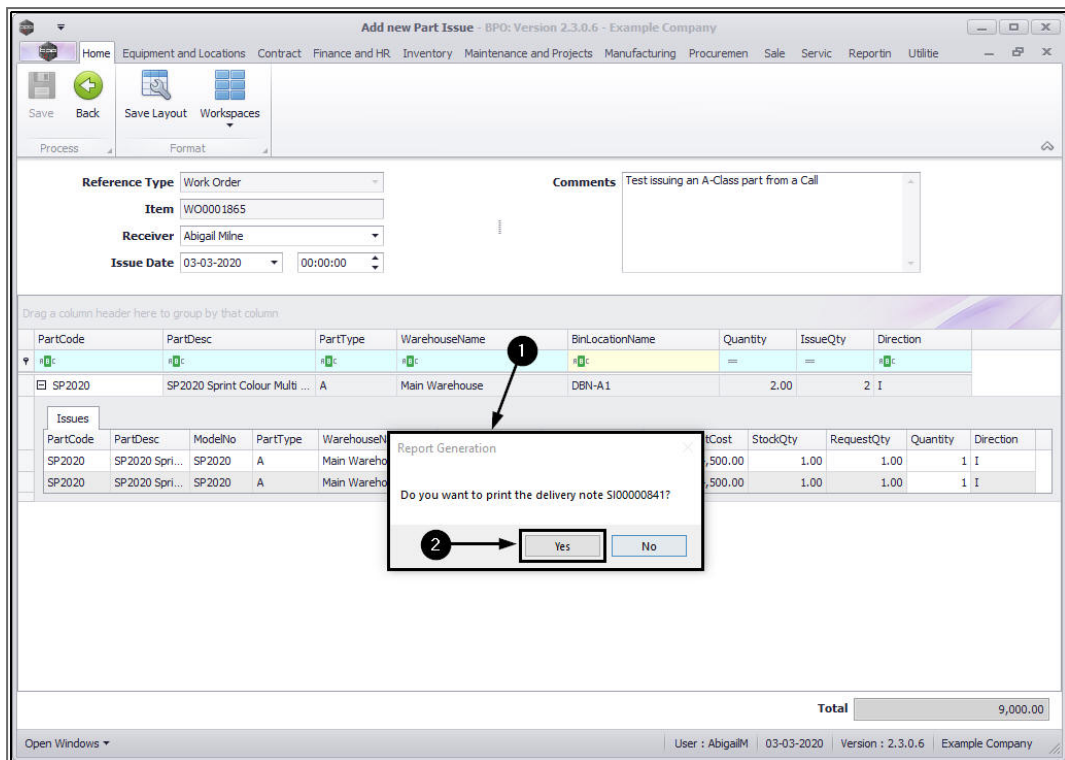 Add new Part Issue - BPO: Version 2.3.0.6 - Example Company
Home Equipment and Locations Contract Finance and HR Inventory Maintenance and Projects Manufacturing Procuremen Sale Servic Reportin Utilitie
Save Back Save Layout Workspaces
Process Format
Reference Type Work Order Comments Test issuing an A-Class part from a Call
Item WO0001865
Receiver Abigail Milne
Issue Date 03-03-2020 00:00:00
Drag a column header here to group by that column
PartCode PartDesc PartType WarehouseName BinLocationName Quantity IssueQty Direction
SP2020 SP2020 Sprint Colour Multi ... A Main Warehouse DBN-A1 2.00 2 I
1
Issues
PartCode PartDesc ModelNo PartType WarehouseN tCost StockQty RequestQty Quantity Direction
SP2020 SP2020 Spri... SP2020 A Main Wareho ,500.00 1.00 1.00 1 I
SP2020 SP2020 Spri... SP2020 A Main Wareho ,500.00 1.00 1.00 1 I
Report Generation
Do you want to print the delivery note SI00000841?
2 Yes No
Total 9,000.00
Open Windows User : AbigailM 03-03-2020 Version : 2.3.0.6 Example Company